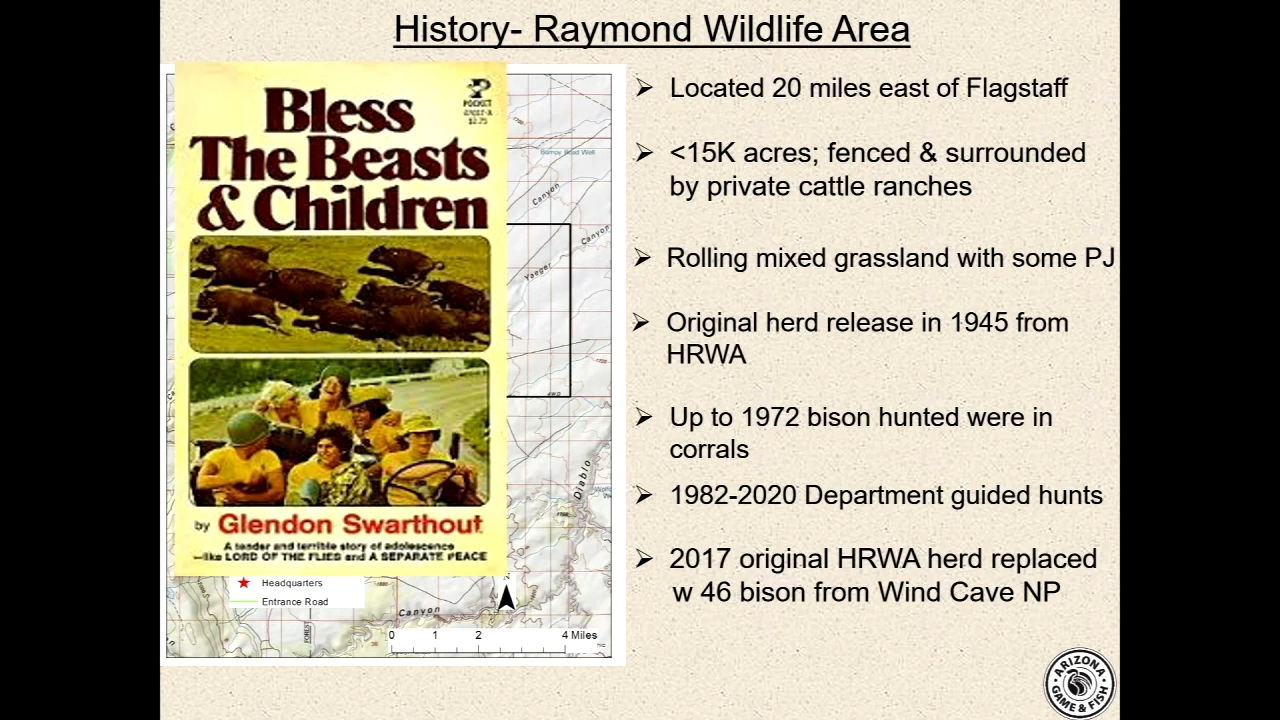 History- Raymond Wildlife Area
Bless
The Beasts
& Children
POCKET
$2.75
by Glendon Swarthout
A tender and terrible story of adolescence
—like LORD OF THE FLIES and A SEPARATE PEACE
Canyon
Canyon
Yaeger
4WD
Diablo
Headquarters
Entrance Road
Canyon
FOREST
0 1 2 4 Miles
➢ Located 20 miles east of Flagstaff
➢ <15K acres; fenced & surrounded
by private cattle ranches
➢ Rolling mixed grassland with some PJ
➢ Original herd release in 1945 from
HRWA
➢ Up to 1972 bison hunted were in
corrals
➢ 1982-2020 Department guided hunts
➢ 2017 original HRWA herd replaced
w 46 bison from Wind Cave NP
ARIZONA
GAME & FISH